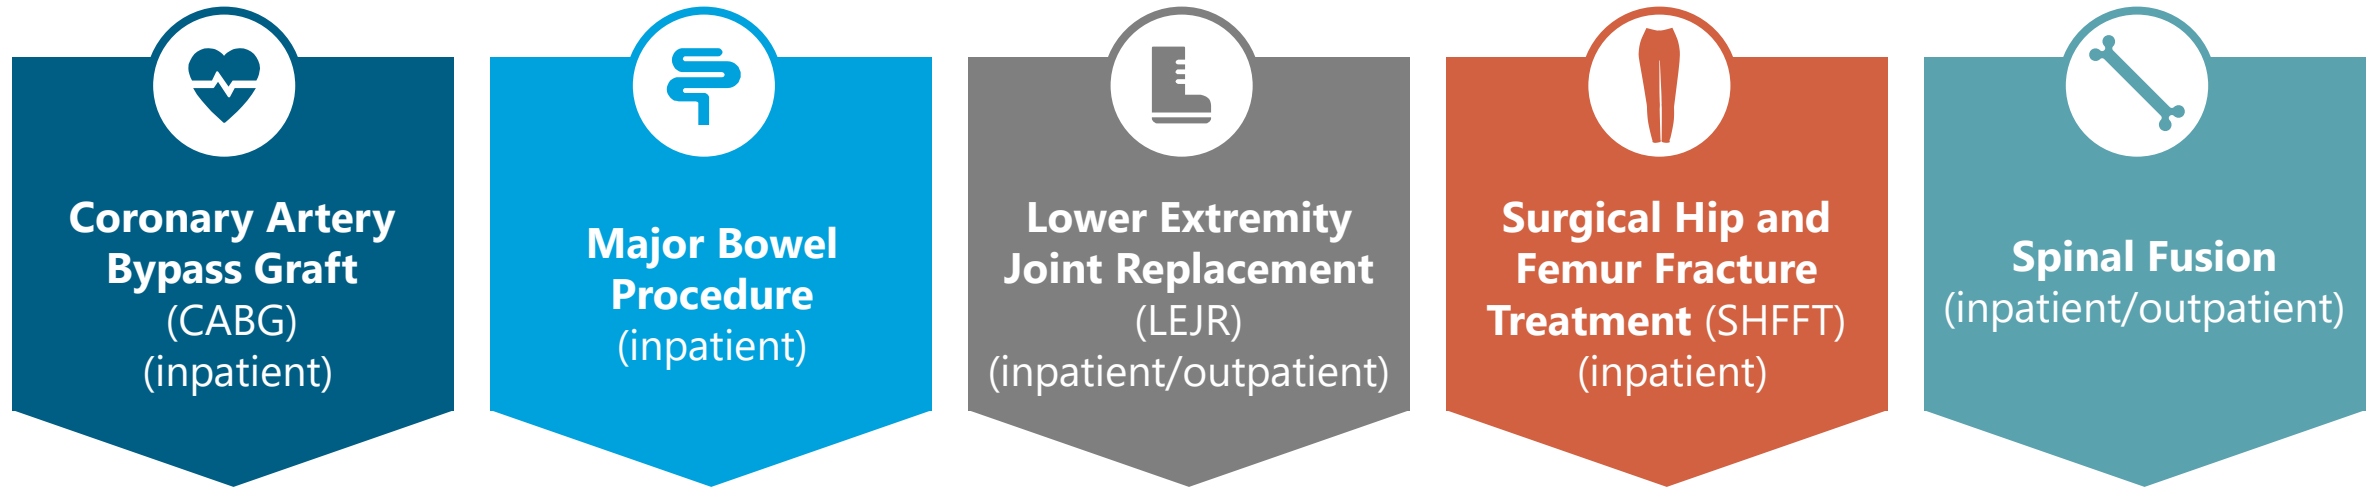 Coronary Artery
Bypass Graft
(CABG)
(inpatient)
Major Bowel
Procedure
(inpatient)
Lower Extremity
Joint Replacement
(LEJR)
(inpatient/outpatient)
Surgical Hip and
Femur Fracture
Treatment (SHFFT)
(inpatient)
Spinal Fusion
(inpatient/outpatient)